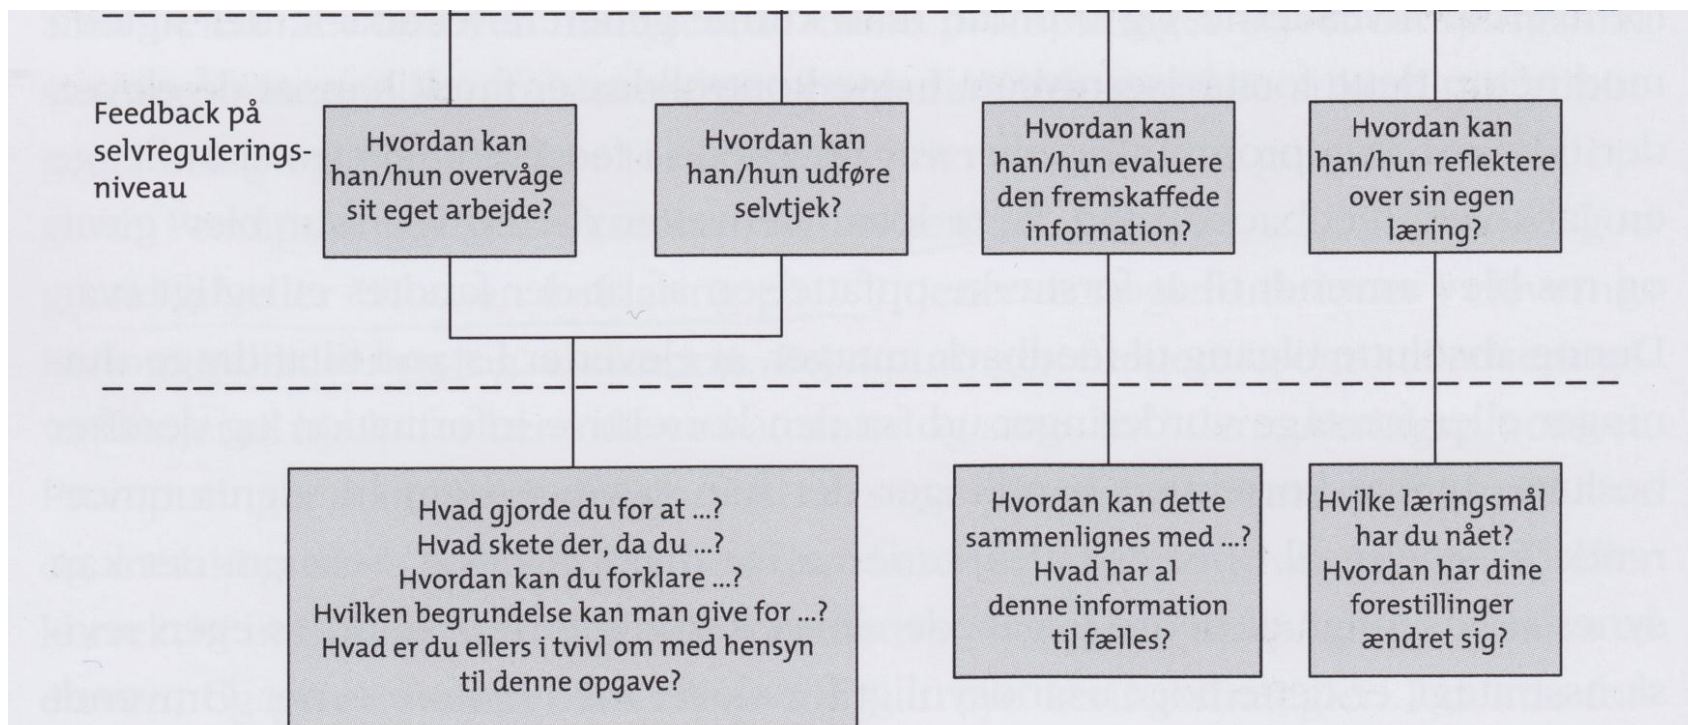 Feedback på
selvregulerings-
niveau
Hvordan kan
han/hun overvåge
sit eget arbejde?
Hvordan kan
han/hun udføre
selvtjek?
Hvordan kan
han/hun evaluere
den fremskaffede
information?
Hvordan kan
han/hun reflektere
over sin egen
læring?
Hvad gjorde du for at ...?
Hvad skete der, da du ...?
Hvordan kan du forklare ...?
Hvilken begrundelse kan man give for ...?
Hvad er du ellers i tvivl om med hensyn
til denne opgave?
Hvordan kan dette
sammenlignes med ...?
Hvad har al
denne information
til fælles?
Hvilke læringsmål
har du nået?
Hvordan har dine
forestillinger
ændret sig?